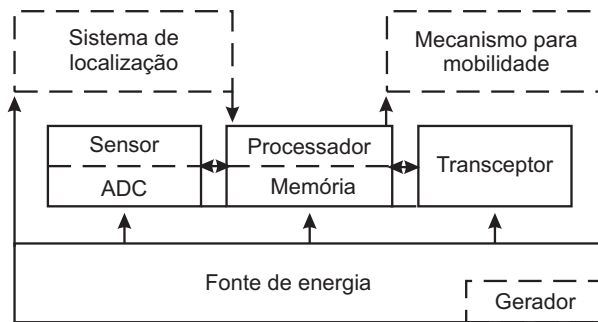 Sistema de
localização
Mecanismo para
mobilidade
Sensor
ADC
Processador
Memória
Transceptor
Fonte de energia
Gerador